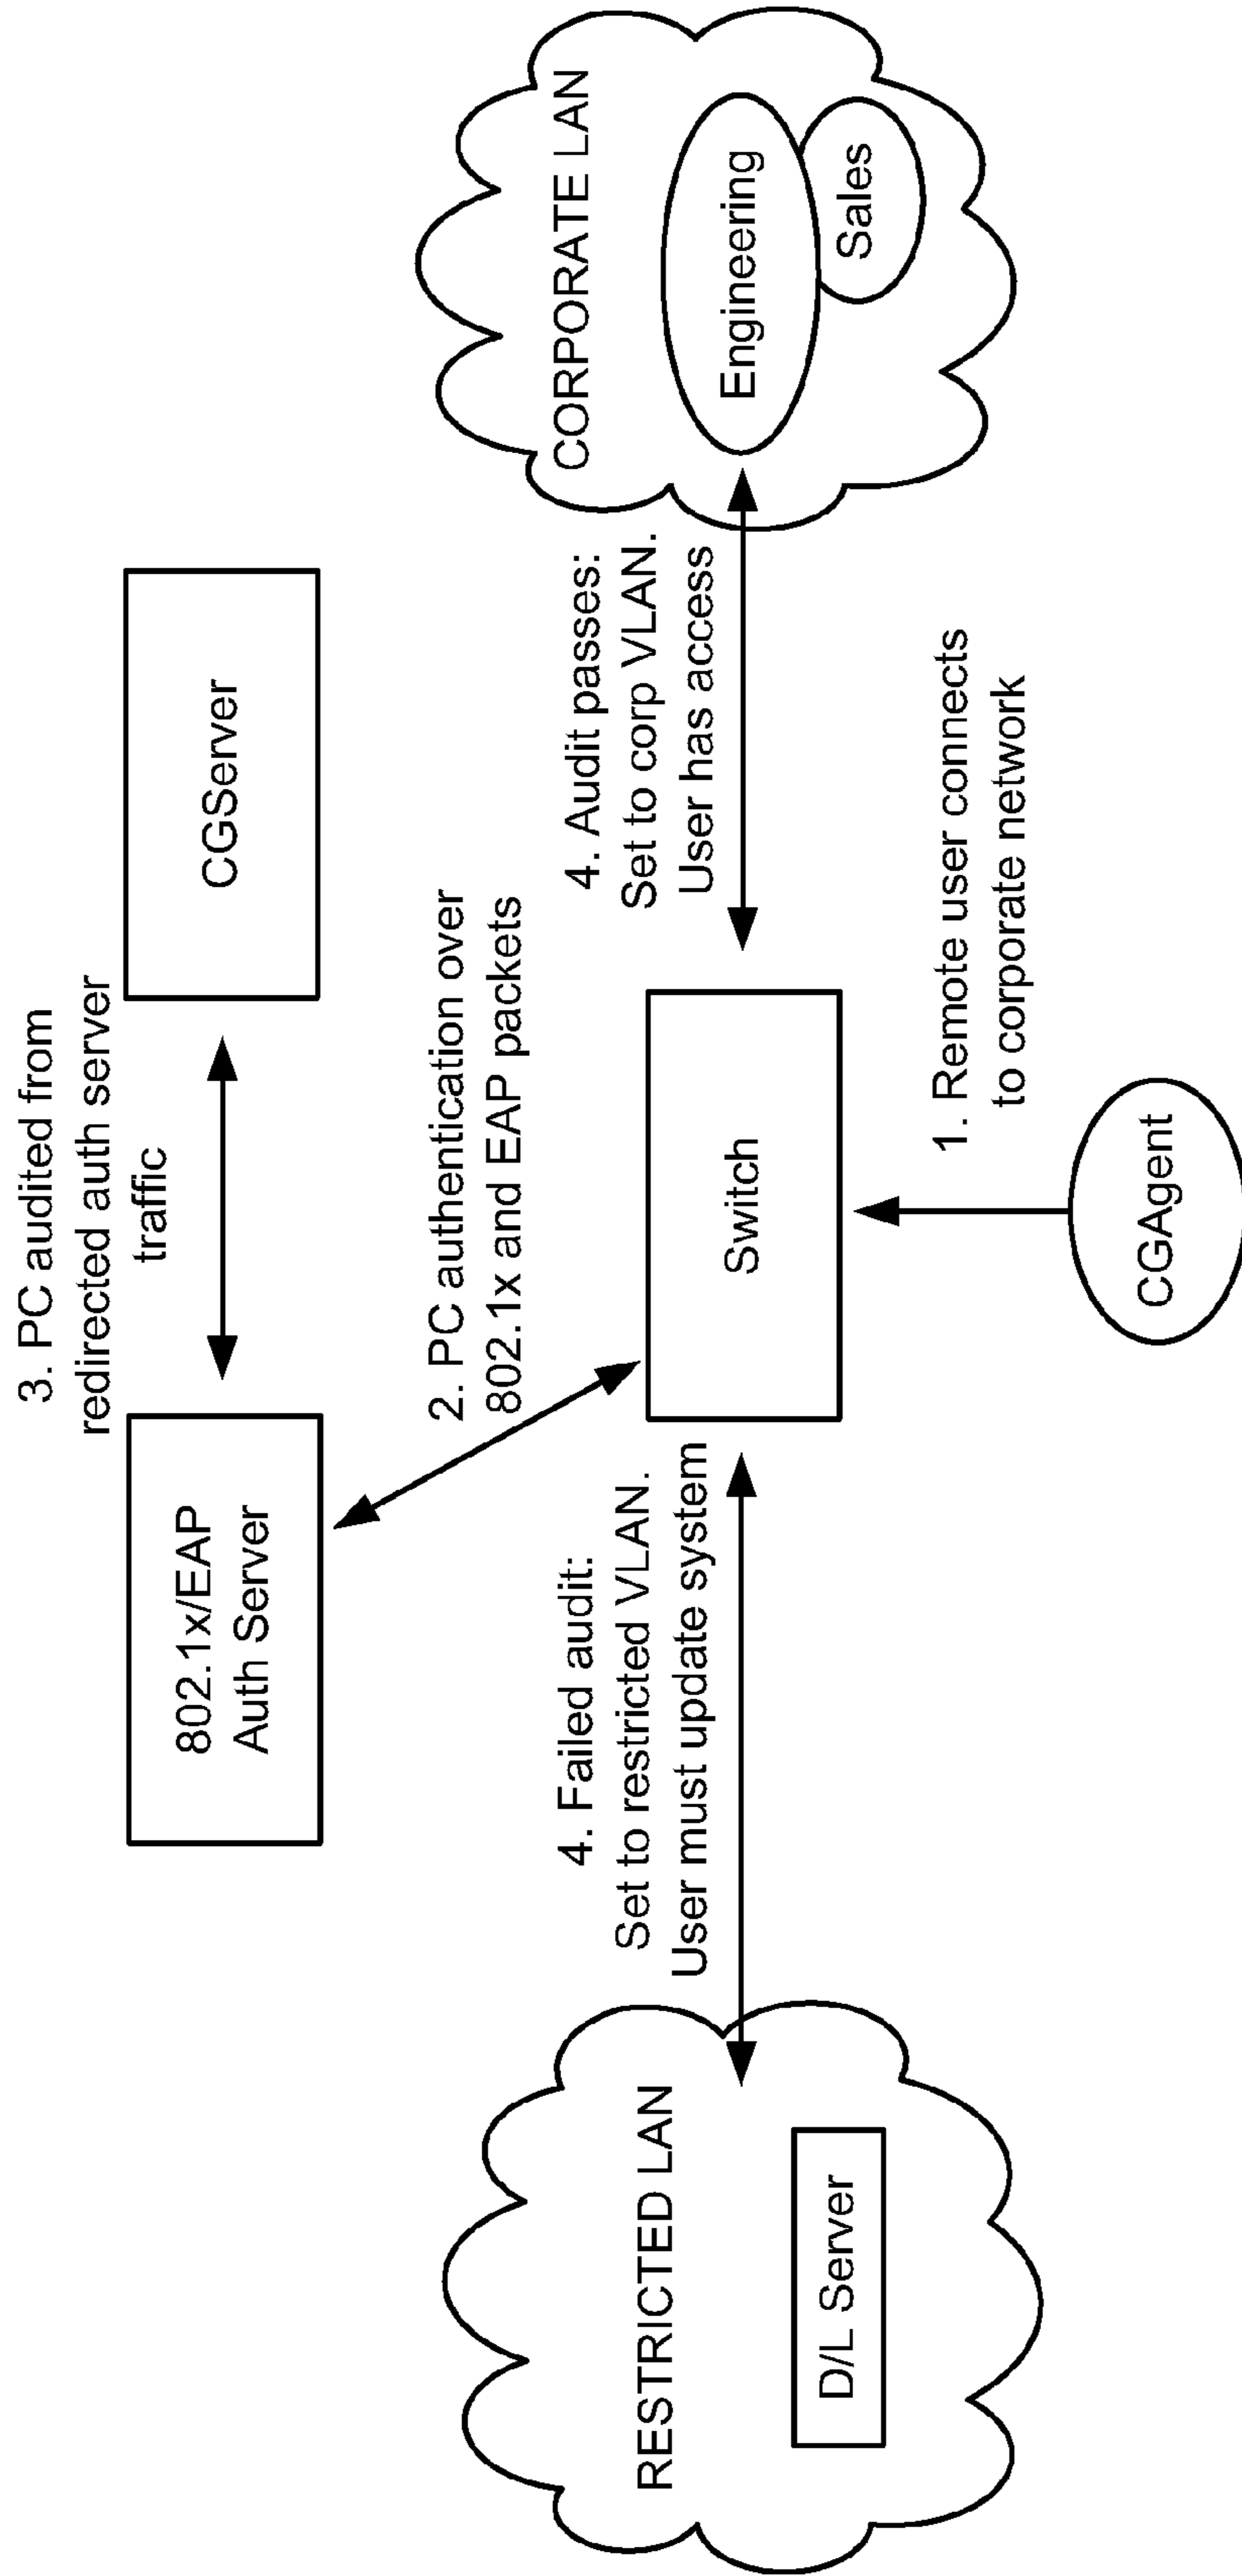 3. PC audited from
redirected auth server
traffic
802.1x/EAP
Auth Server
CGServer
2. PC authentication over
802.1x and EAP packets
4. Failed audit:
Set to restricted VLAN.
User must update system
4. Audit passes:
Set to corp VLAN.
User has access
RESTRICTED LAN
D/L Server
Switch
CORPORATE LAN
Engineering
Sales
1. Remote user connects
to corporate network
CGAgent